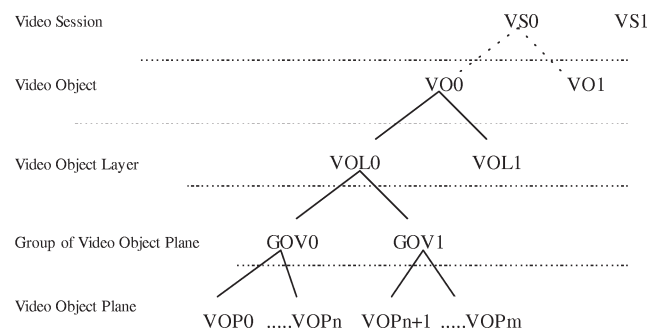 Video Session VS0 VS1
Video Object VO0 VO1
Video Object Layer VOL0 VOL1
Group of Video Object Plane GOV0 GOV1
Video Object Plane VOP0 .....VOPn VOPn+1 .....VOPm